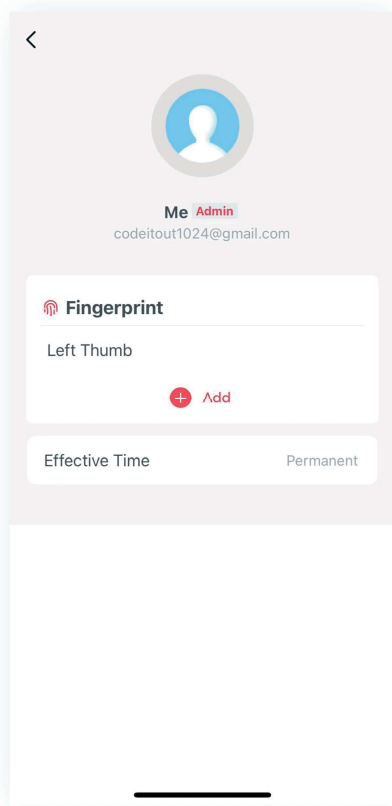 Me Admin
codeitout1024@gmail.com
Fingerprint
Left Thumb
Add
Effective Time Permanent